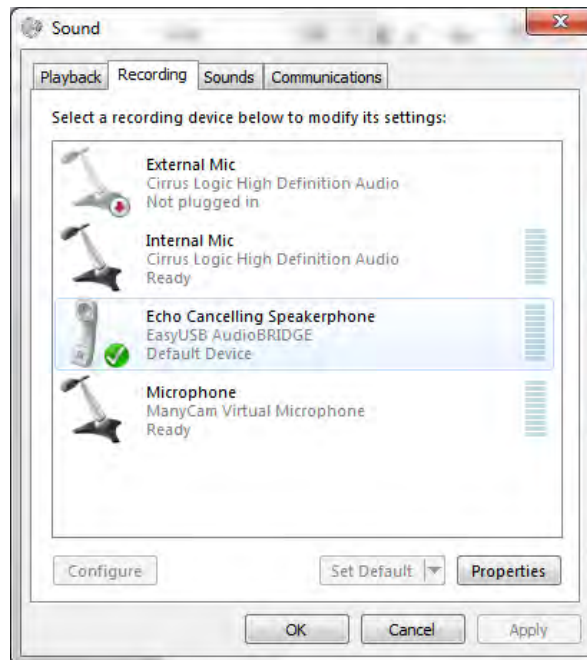 Sound
Playback Recording Sounds Communications
Select a recording device below to modify its settings:
External Mic
Cirrus Logic High Definition Audio
Not plugged in
Internal Mic
Cirrus Logic High Definition Audio
Ready
Echo Cancelling Speakerphone
EasyUSB AudioBRIDGE
Default Device
Microphone
ManyCam Virtual Microphone
Ready
Configure Set Default Properties
OK Cancel Apply